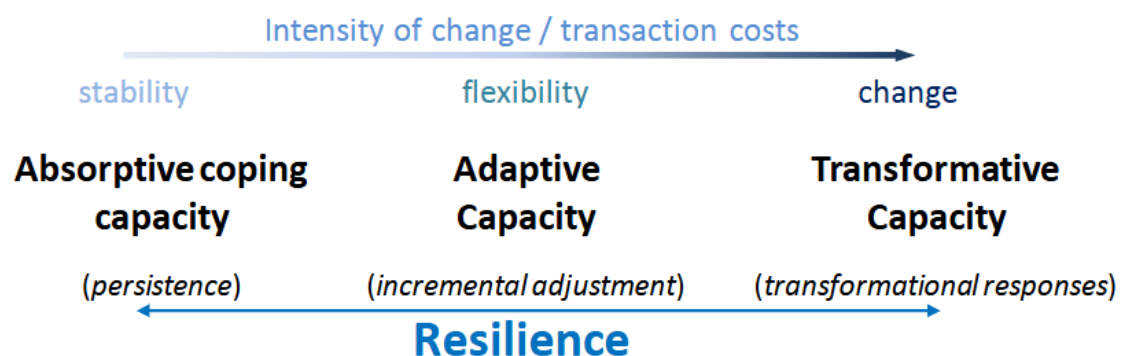 Intensity of change / transaction costs
stability flexibility change
Absorptive coping Adaptive Transformative
capacity Capacity Capacity
(persistence) (incremental adjustment) (transformational responses)
Resilience